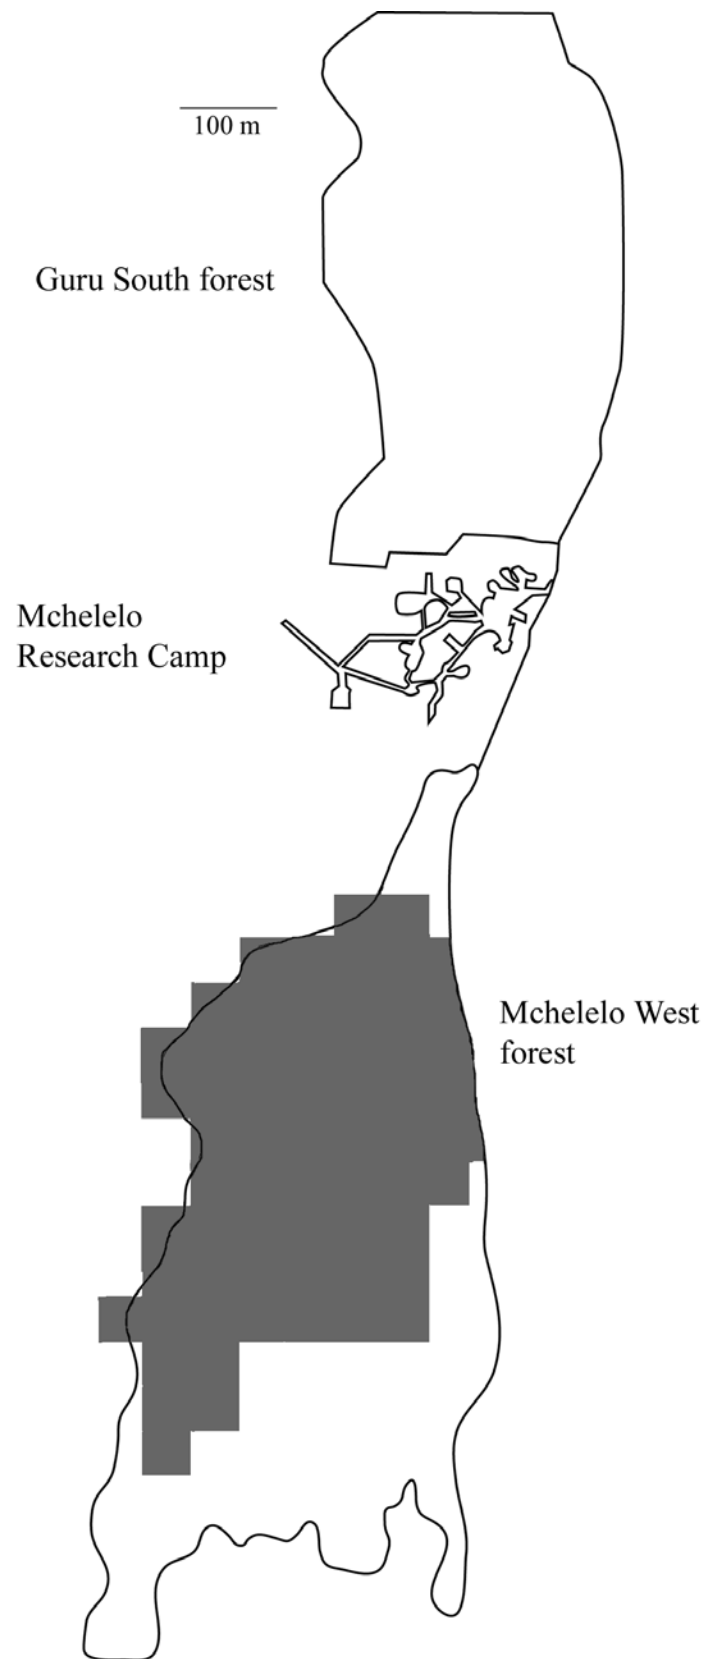 100 m
Guru South forest
Mchelelo
Research Camp
Mchelelo West
forest